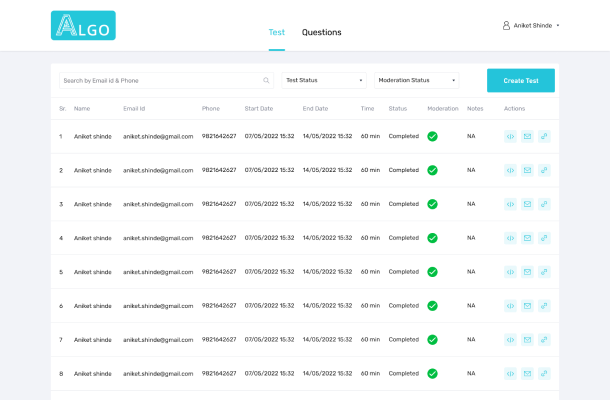 ALGO
Test Questions Aniket Shinde
Search by Email id & Phone Test Status Moderation Status Create Test
Sr. Name Email Id Phone Start Date End Date Time Status Moderation Notes Actions
1 Aniket shinde aniket.shinde@gmail.com 9821642627 07/05/2022 15:32 14/05/2022 15:32 60 min Completed NA
2 Aniket shinde aniket.shinde@gmail.com 9821642627 07/05/2022 15:32 14/05/2022 15:32 60 min Completed NA
3 Aniket shinde aniket.shinde@gmail.com 9821642627 07/05/2022 15:32 14/05/2022 15:32 60 min Completed NA
4 Aniket shinde aniket.shinde@gmail.com 9821642627 07/05/2022 15:32 14/05/2022 15:32 60 min Completed NA
5 Aniket shinde aniket.shinde@gmail.com 9821642627 07/05/2022 15:32 14/05/2022 15:32 60 min Completed NA
6 Aniket shinde aniket.shinde@gmail.com 9821642627 07/05/2022 15:32 14/05/2022 15:32 60 min Completed NA
7 Aniket shinde aniket.shinde@gmail.com 9821642627 07/05/2022 15:32 14/05/2022 15:32 60 min Completed NA
8 Aniket shinde aniket.shinde@gmail.com 9821642627 07/05/2022 15:32 14/05/2022 15:32 60 min Completed NA